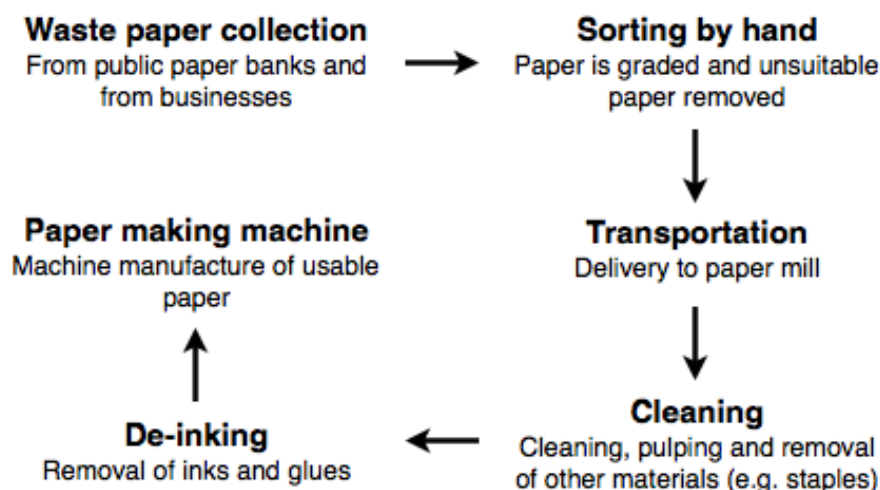 Waste paper collection
From public paper banks and
from businesses
Sorting by hand
Paper is graded and unsuitable
paper removed
Transportation
Delivery to paper mill
Cleaning
Cleaning, pulping and removal
of other materials (e.g. staples)
De-inking
Removal of inks and glues
Paper making machine
Machine manufacture of usable
paper